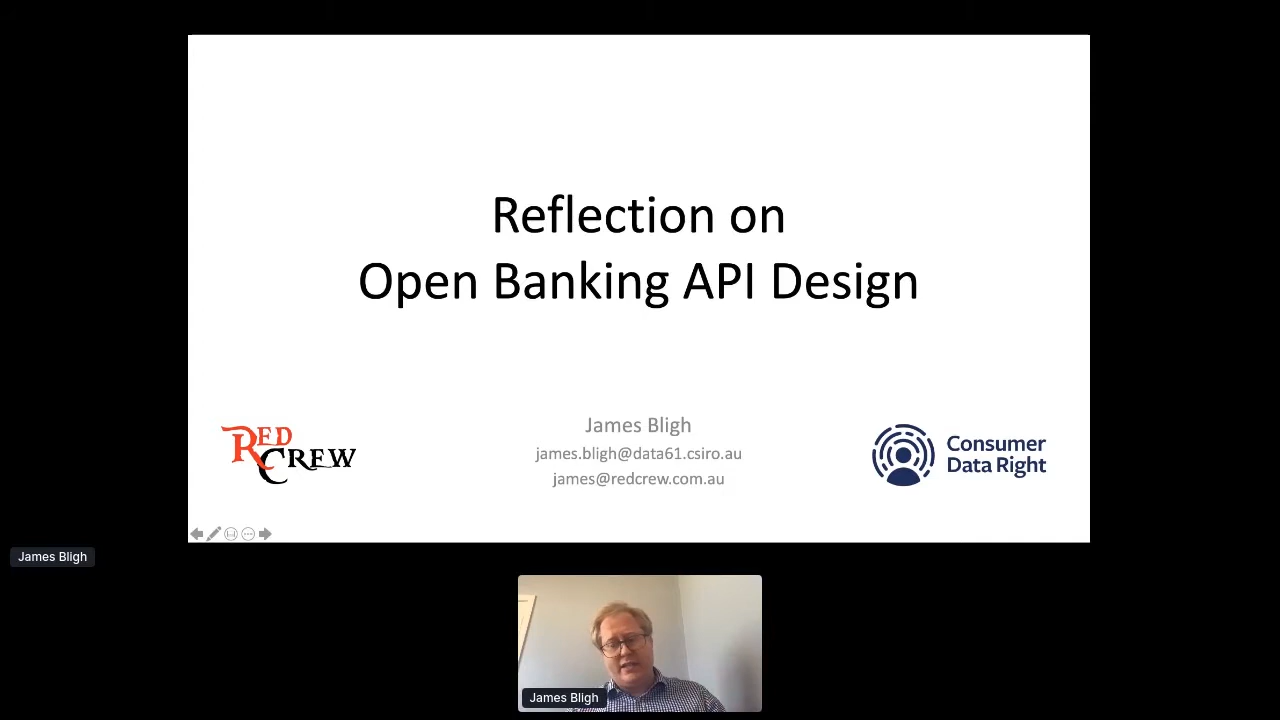 Reflection on
Open Banking API Design
RED
CREW
James Bligh
james.bligh@data61.csiro.au
james@redcrew.com.au
Consumer
Data Right
James Bligh
James Bligh